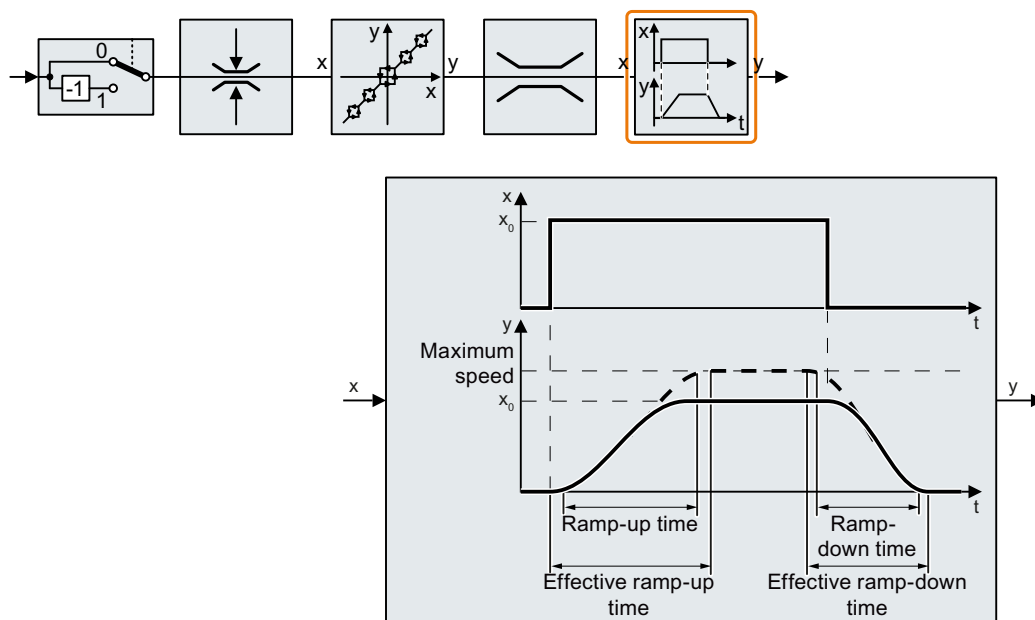 0
-1
1
x
y
x
y
x
x
y
t
y
x
x₀
t
y
Maximum
speed
x₀
x
y
t
Ramp-up time
Ramp-
down time
Effective ramp-up
time
Effective ramp-down
time